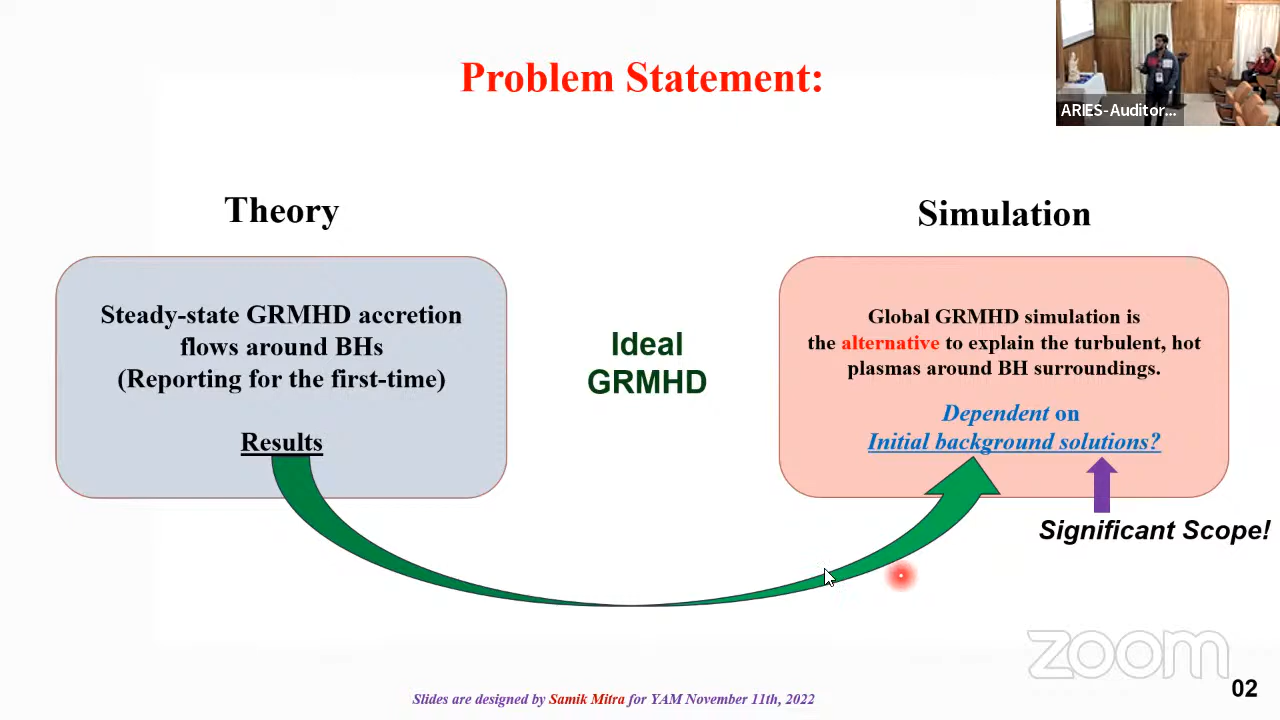 Problem Statement:
ARIES-Auditor...
Theory
Simulation
Steady-state GRMHD accretion
flows around BHs
(Reporting for the first-time)
Results
Ideal
GRMHD
Global GRMHD simulation is
the alternative to explain the turbulent, hot
plasmas around BH surroundings.
Dependent on
Initial background solutions?
Significant Scope!
zoom
Slides are designed by Samik Mitra for YAM November 11th, 2022
02